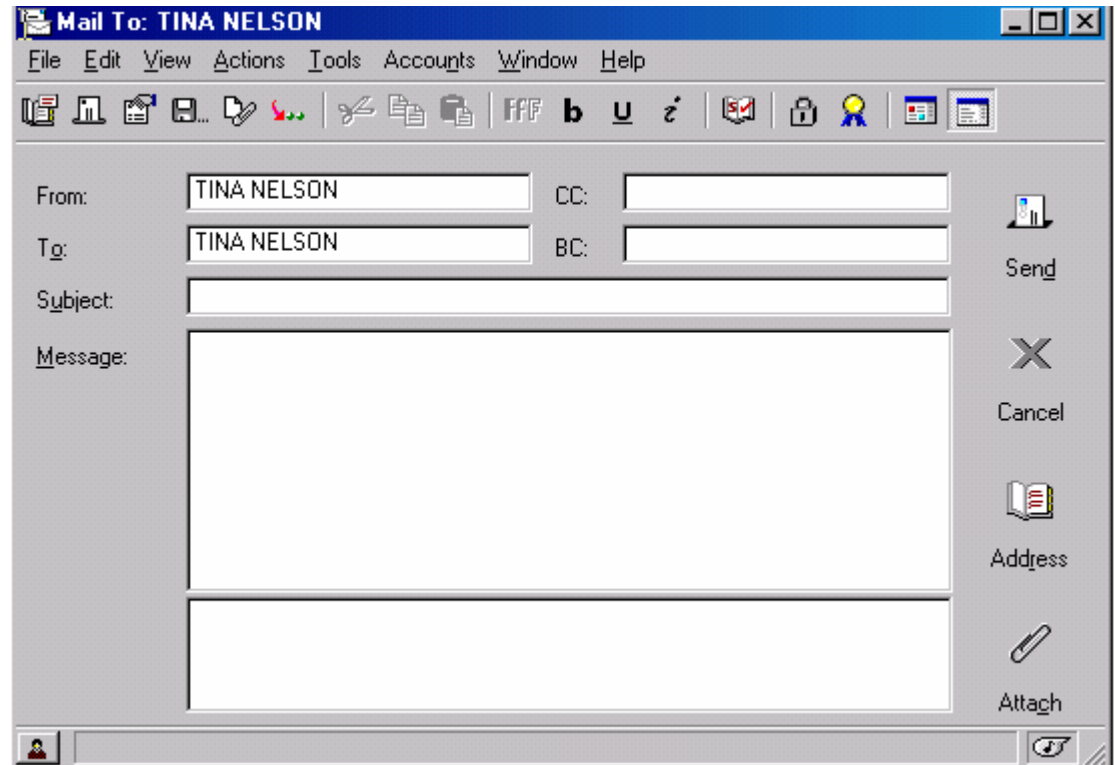 Mail To: TINA NELSON
File Edit View Actions Tools Accounts Window Help
FfF b u i
From: TINA NELSON CC:
To: TINA NELSON BC:
Send
Subject:
Message:
Cancel
Address
Attach